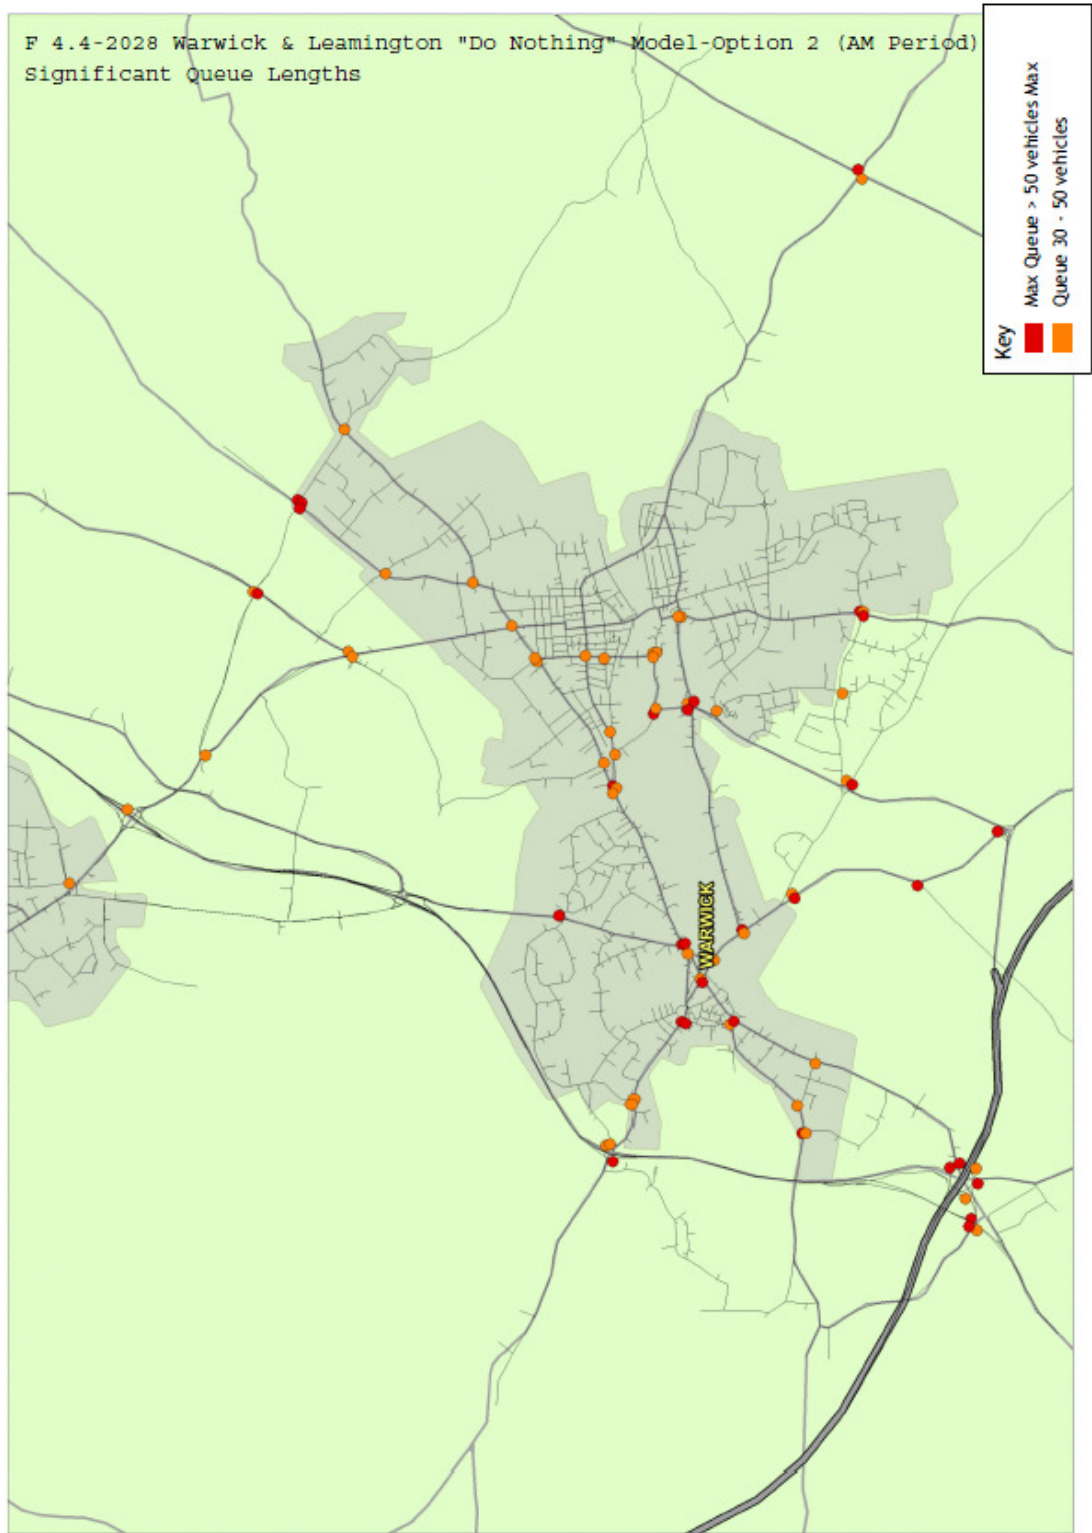 F 4.4-2028 Warwick & Leamington "Do Nothing" Model-Option 2 (AM Period)
Significant Queue Lengths
Key
Max Queue > 50 vehicles Max
Queue 30 - 50 vehicles
WARWICK